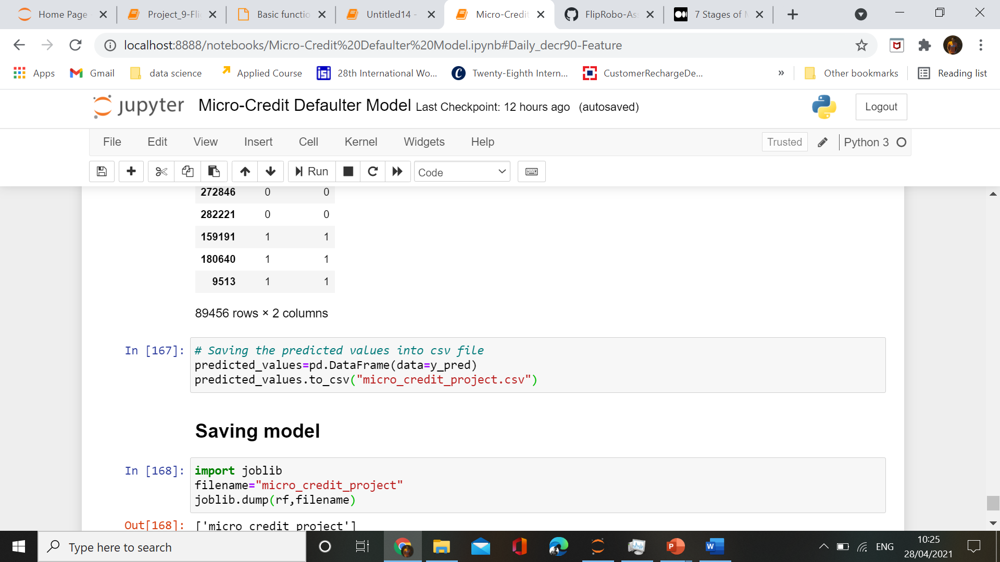 Home Page
Project_9-Fli
Basic functio
Untitled14 -
Micro-Credit
FlipRobo-As
7 Stages of M
localhost:8888/notebooks/Micro-Credit%20Defaulter%20Model.ipynb#Daily_decr90-Feature
Apps
Gmail
data science
Applied Course
28th International Wo...
Twenty-Eighth Intern...
CustomerRechargeDe...
»
Other bookmarks
Reading list
jupyter
Micro-Credit Defaulter Model Last Checkpoint: 12 hours ago (autosaved)
Logout
File Edit View Insert Cell Kernel Widgets Help
Trusted
Python 3
Run
Code
272846 0 0
282221 0 0
159191 1 1
180640 1 1
9513 1 1
89456 rows × 2 columns
In [167]: # Saving the predicted values into csv file
predicted_values=pd.DataFrame(data=y_pred)
predicted_values.to_csv("micro_credit_project.csv")
Saving model
In [168]: import joblib
filename="micro_credit_project"
joblib.dump(rf,filename)
Out[168]: ['micro_credit_project']
Type here to search
ENG
10:25
28/04/2021